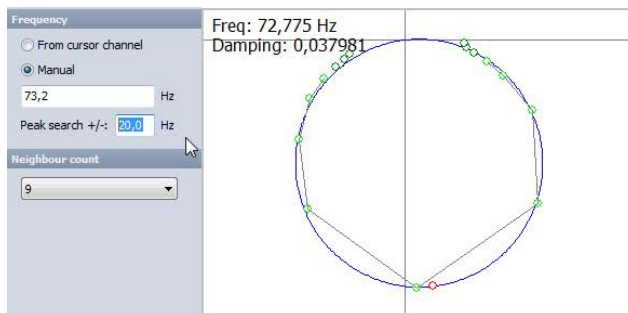 Frequency
From cursor channel
Manual
73,2 Hz
Peak search +/-: 20,0 Hz
Neighbour count
9
Freq: 72,775 Hz
Damping: 0,037981